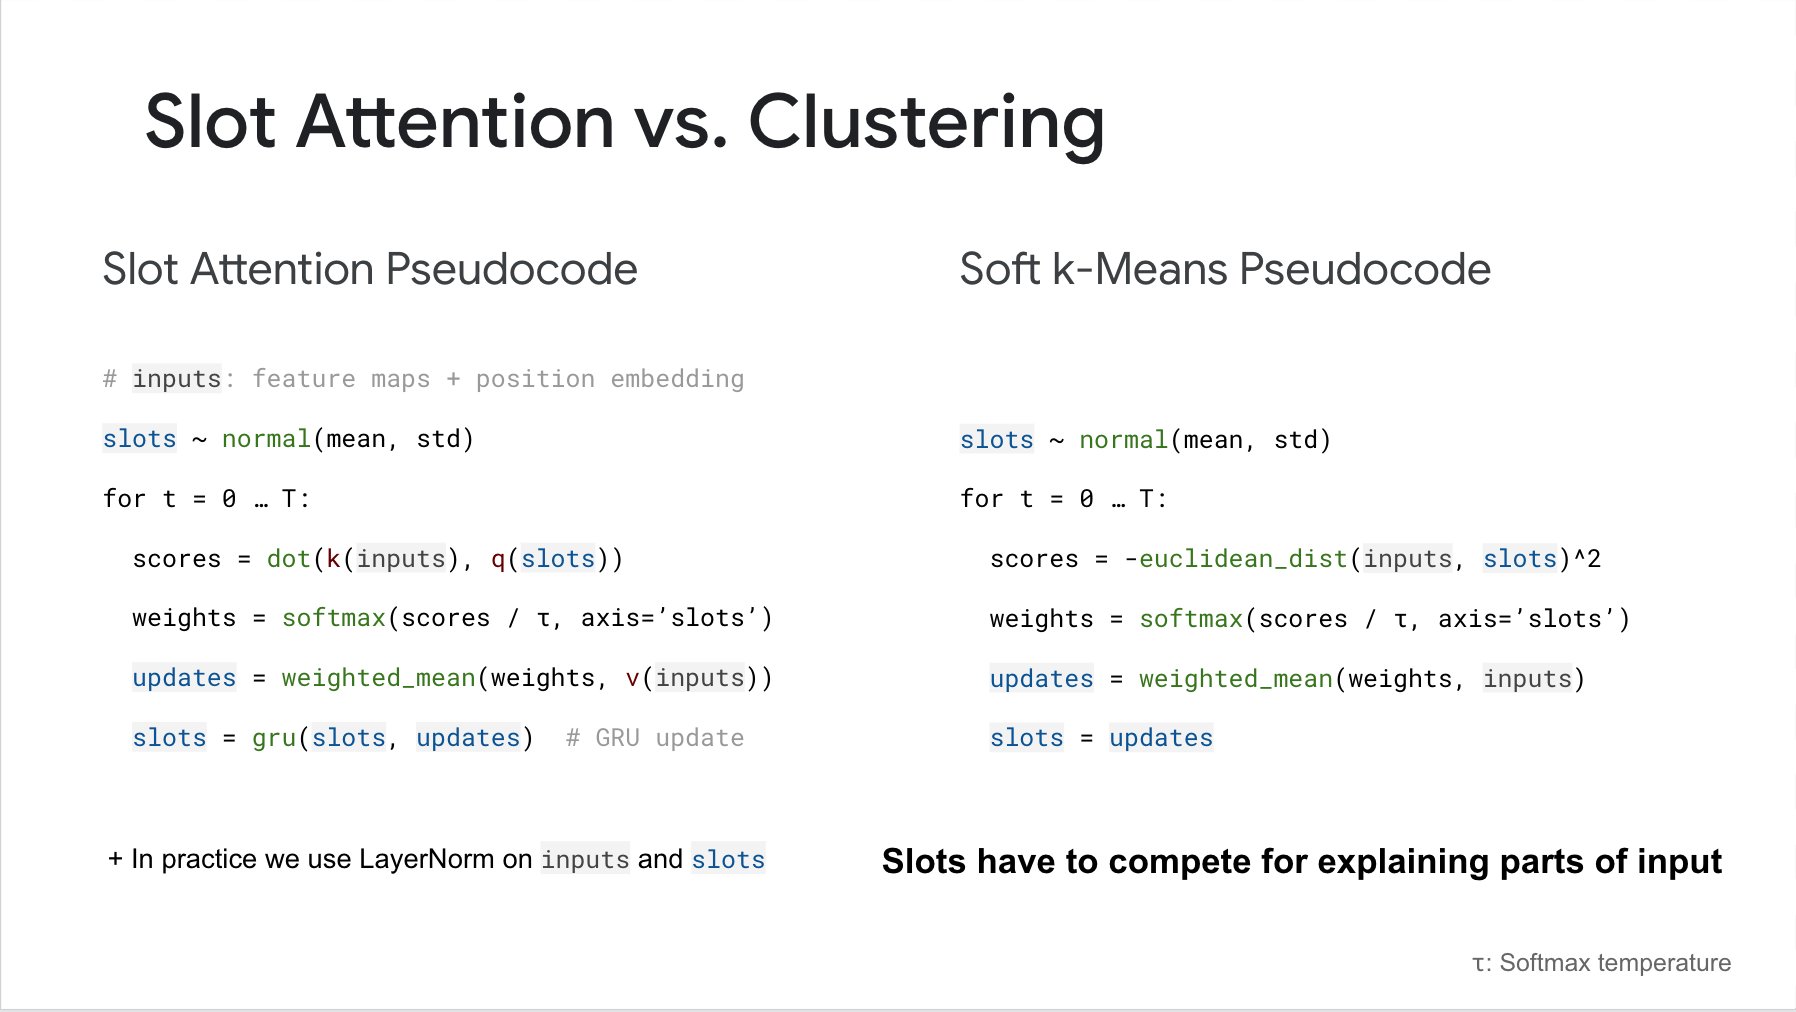 Slot Attention vs. Clustering
Slot Attention Pseudocode
# inputs: feature maps + position embedding
slots ~ normal(mean, std)
for t = 0 … T:
scores = dot(k(inputs), q(slots))
weights = softmax(scores / τ, axis=’slots’)
updates = weighted_mean(weights, v(inputs))
slots = gru(slots, updates)  # GRU update
+ In practice we use LayerNorm on inputs and slots
Soft k-Means Pseudocode
slots ~ normal(mean, std)
for t = 0 … T:
scores = -euclidean_dist(inputs, slots)^2
weights = softmax(scores / τ, axis=’slots’)
updates = weighted_mean(weights, inputs)
slots = updates
Slots have to compete for explaining parts of input
τ: Softmax temperature